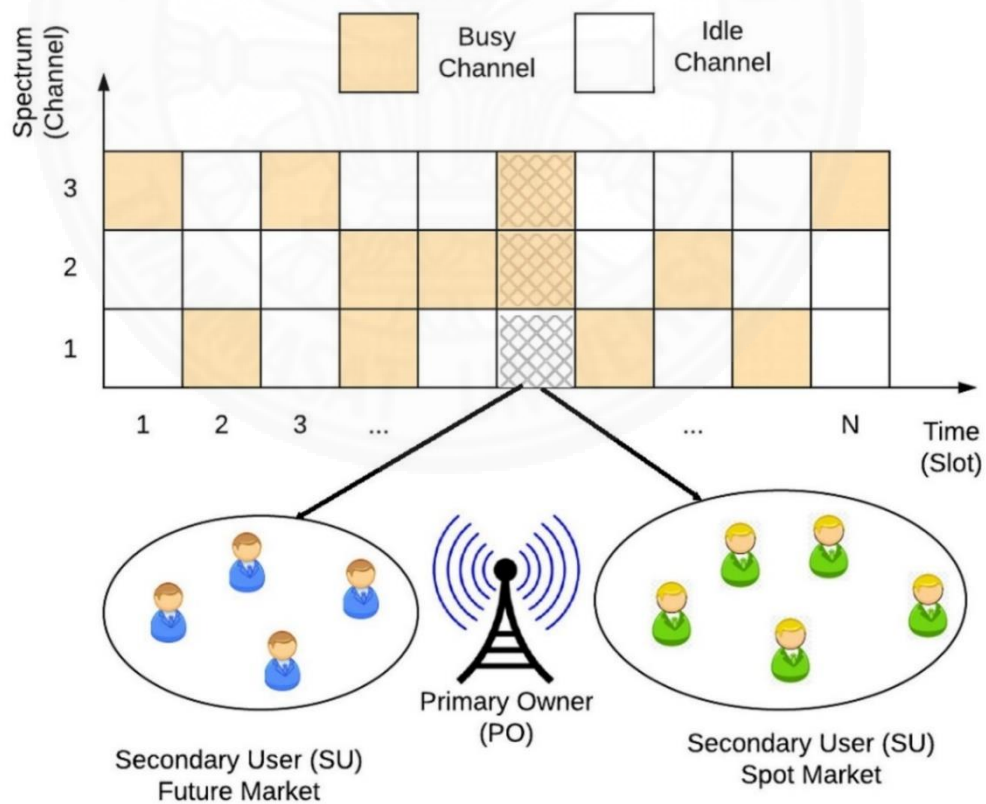 Spectrum
(Channel)
Busy
Channel
Idle
Channel
3
2
1
1
2
3
...
...
N
Time
(Slot)
Primary Owner
(PO)
Secondary User (SU)
Future Market
Secondary User (SU)
Spot Market